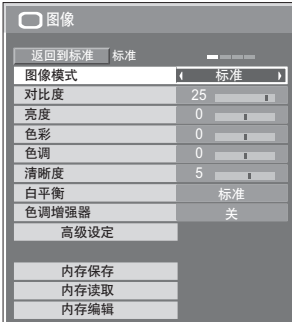 图像
返回到标准 标准
图像模式 标准
对比度 25
亮度 0
色彩 0
色调 0
清晰度 5
白平衡 标准
色调增强器 关
高级设定
内存保存
内存读取
内存编辑